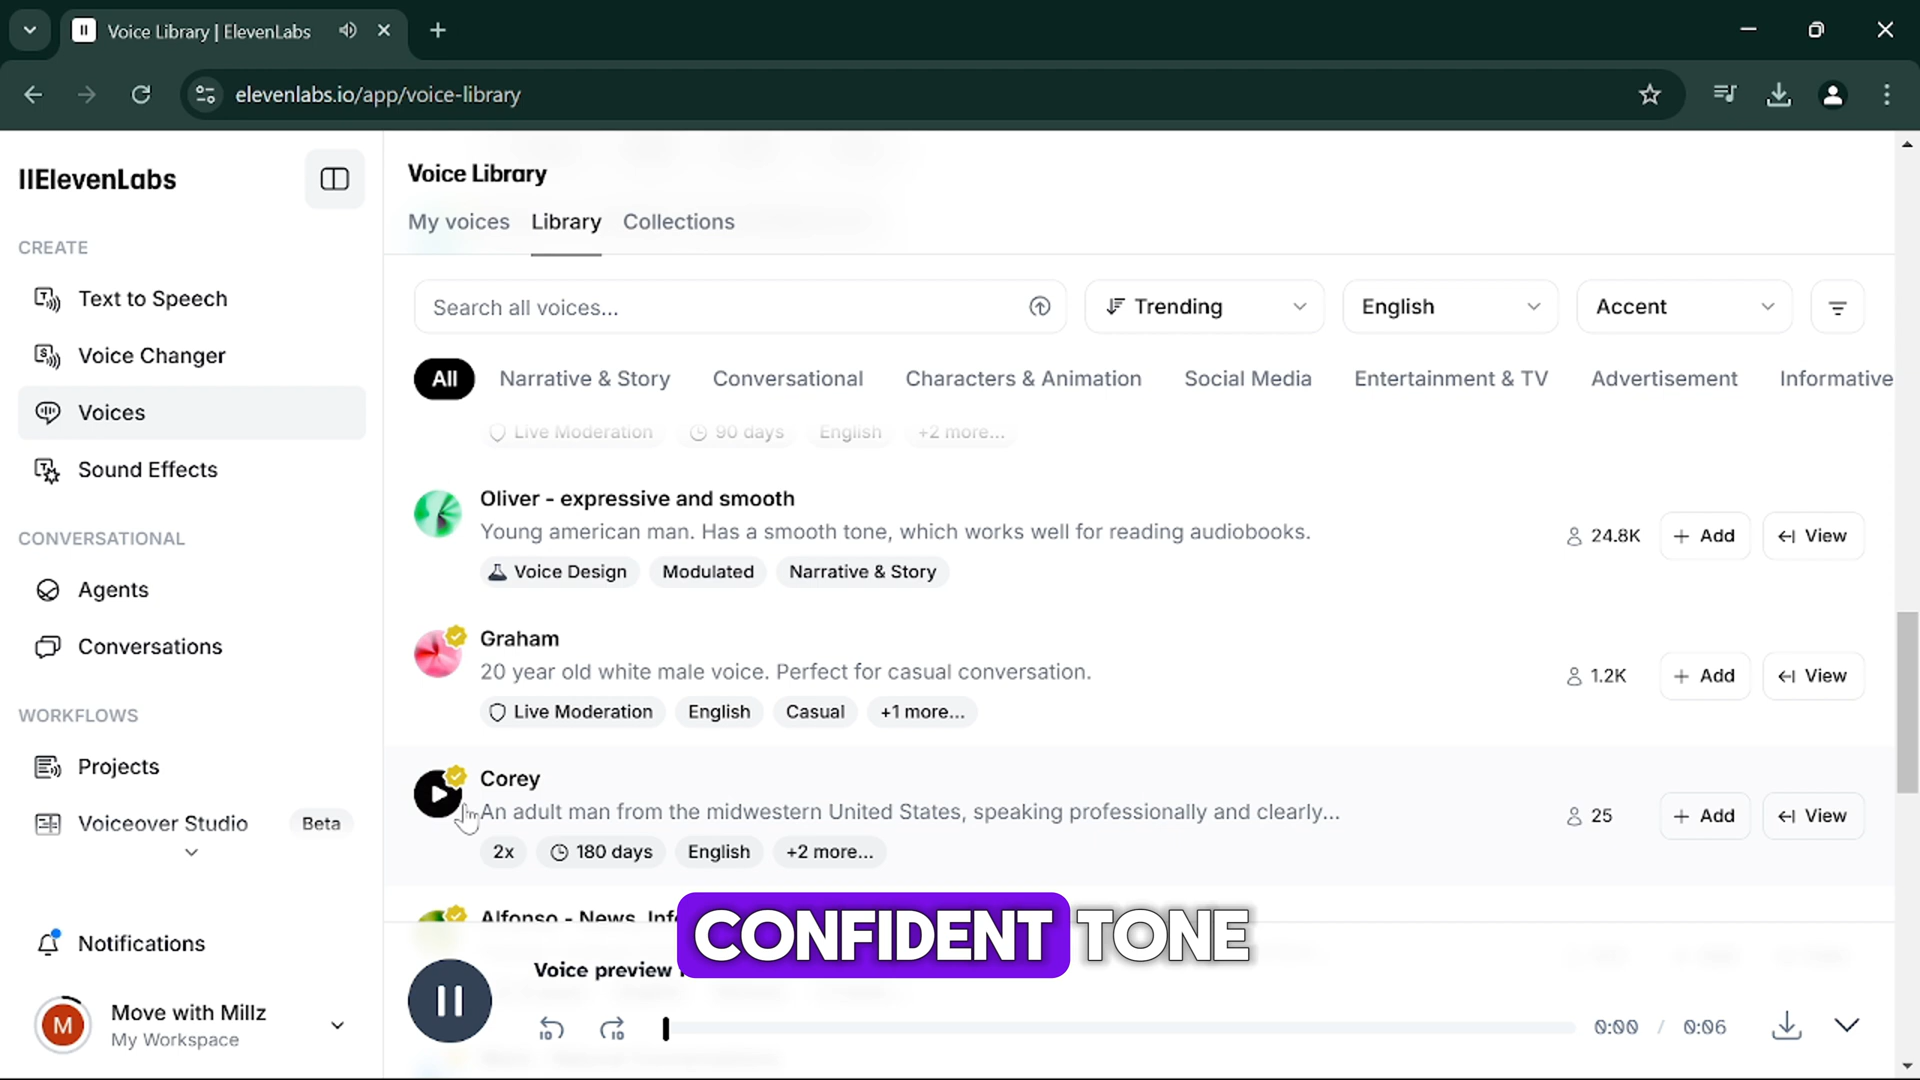 Voice Library | ElevenLabs
elevenlabs.io/app/voice-library
IIElevenLabs
CREATE
Text to Speech
Voice Changer
Voices
Sound Effects
CONVERSATIONAL
Agents
Conversations
WORKFLOWS
Projects
Voiceover Studio Beta
Notifications
M
Move with Millz
My Workspace
Voice Library
My voices Library Collections
Search all voices... Trending English Accent
All Narrative & Story Conversational Characters & Animation Social Media Entertainment & TV Advertisement Informative
Live Moderation 90 days English +2 more...
Oliver - expressive and smooth
Young american man. Has a smooth tone, which works well for reading audiobooks.
24.8K + Add View
Voice Design Modulated Narrative & Story
Graham
20 year old white male voice. Perfect for casual conversation.
1.2K + Add View
Live Moderation English Casual +1 more...
Corey
An adult man from the midwestern United States, speaking professionally and clearly...
25 + Add View
2x 180 days English +2 more...
Alfonso - News, Inf
CONFIDENT TONE
Voice preview
10 10 0:00 / 0:06